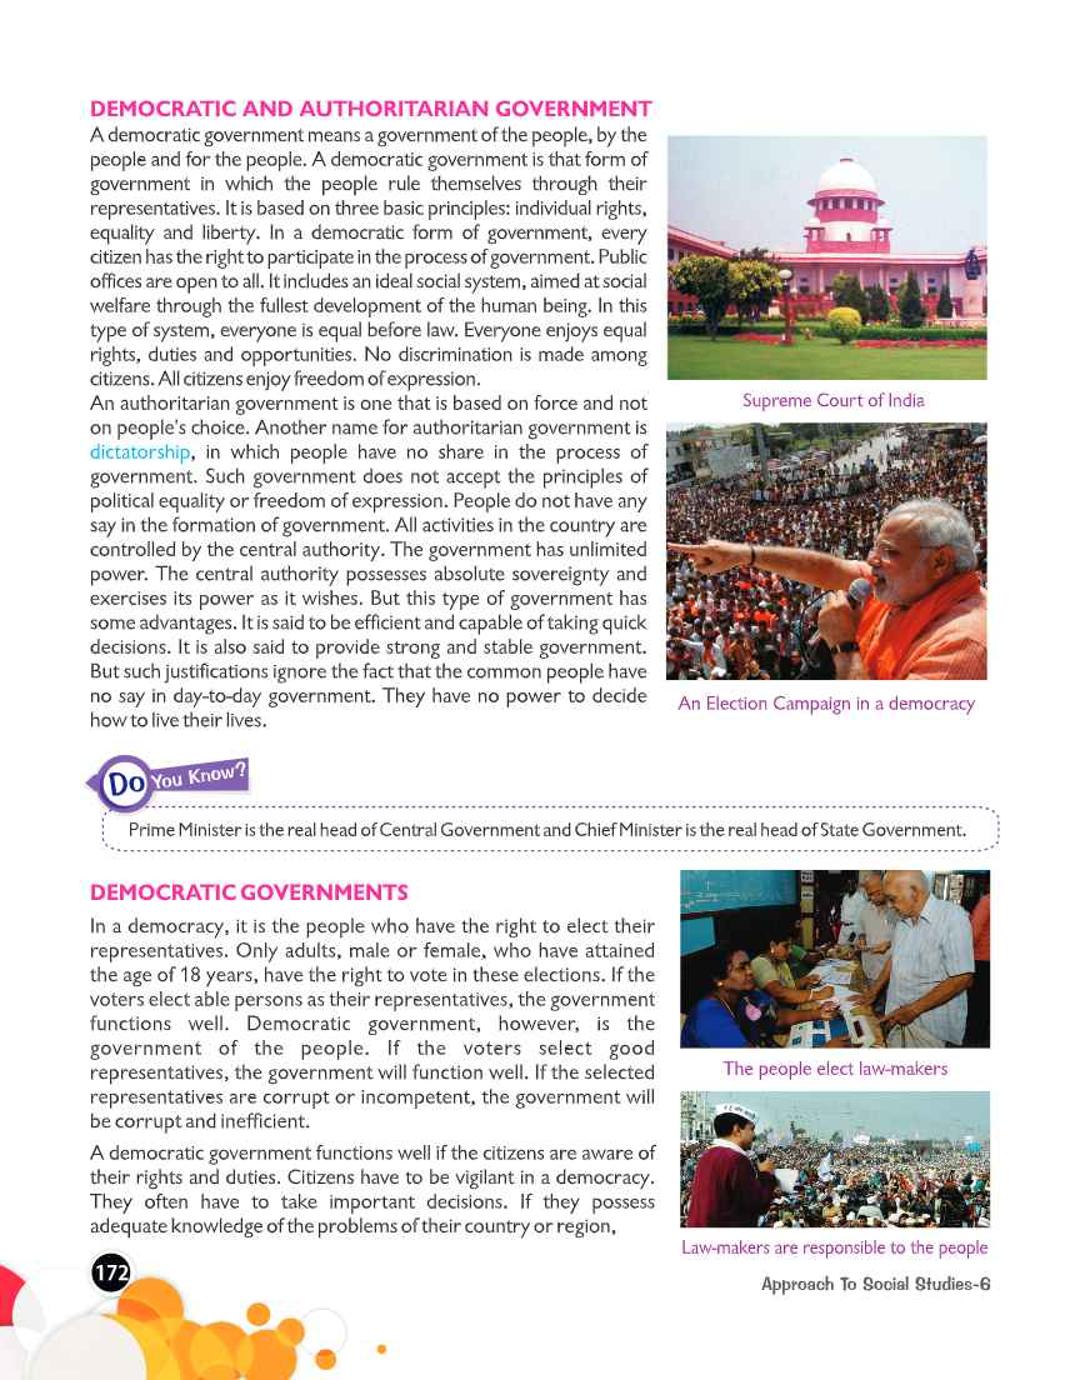 DEMOCRATIC AND AUTHORITARIAN GOVERNMENT
A democratic government means a government of the people, by the
people and for the people. A democratic government is that form of
government in which the people rule themselves through their
representatives. It is based on three basic principles: individual rights,
equality and liberty. In a democratic form of government, every
citizen has the right to participate in the process of government. Public
offices are open to all. It includes an ideal social system, aimed at social
welfare through the fullest development of the human being. In this
type of system, everyone is equal before law. Everyone enjoys equal
rights, duties and opportunities. No discrimination is made among
citizens. All citizens enjoy freedom of expression.
An authoritarian government is one that is based on force and not
on people's choice. Another name for authoritarian government is
dictatorship, in which people have no share in the process of
government. Such government does not accept the principles of
political equality or freedom of expression. People do not have any
say in the formation of government. All activities in the country are
controlled by the central authority. The government has unlimited
power. The central authority possesses absolute sovereignty and
exercises its power as it wishes. But this type of government has
some advantages. It is said to be efficient and capable of taking quick
decisions. It is also said to provide strong and stable government.
But such justifications ignore the fact that the common people have
no say in day-to-day government. They have no power to decide
how to live their lives.
Supreme Court of India
An Election Campaign in a democracy
Do You Know?
Prime Minister is the real head of Central Government and Chief Minister is the real head of State Government.
DEMOCRATIC GOVERNMENTS
In a democracy, it is the people who have the right to elect their
representatives. Only adults, male or female, who have attained
the age of 18 years, have the right to vote in these elections. If the
voters elect able persons as their representatives, the government
functions well. Democratic government, however, is the
government of the people. If the voters select good
representatives, the government will function well. If the selected
representatives are corrupt or incompetent, the government will
be corrupt and inefficient.
A democratic government functions well if the citizens are aware of
their rights and duties. Citizens have to be vigilant in a democracy.
They often have to take important decisions. If they possess
adequate knowledge of the problems of their country or region,
The people elect law-makers
Law-makers are responsible to the people
172
Approach To Social Studies-6